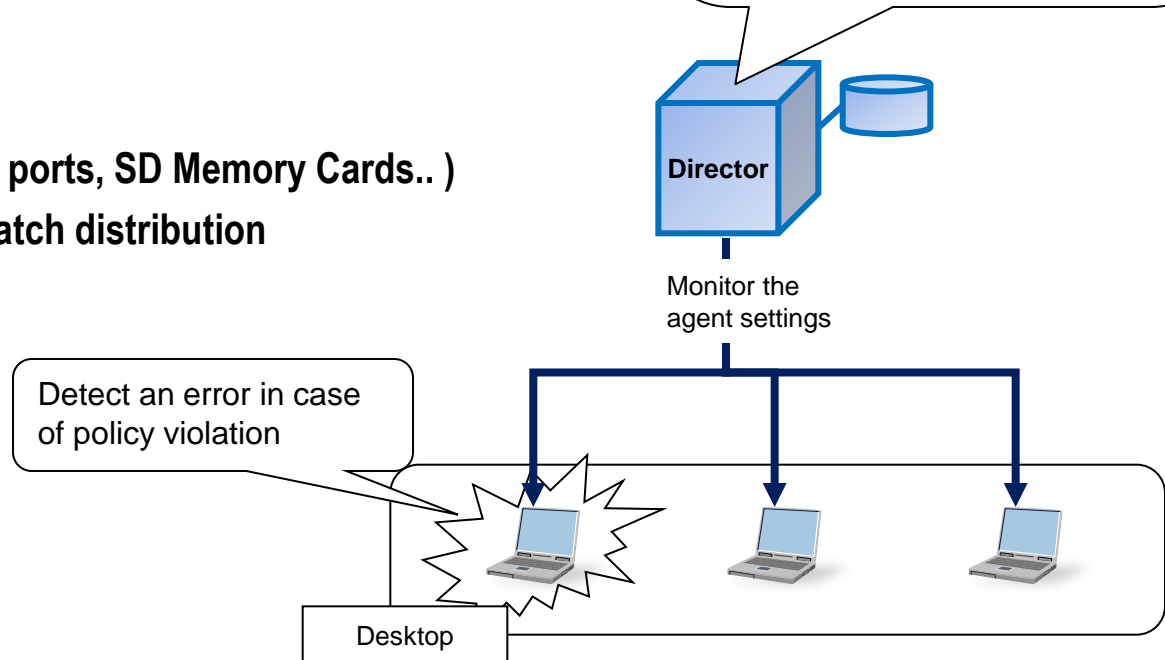 ports, SD Memory Cards.. )
atch distribution
Director
Monitor the
agent settings
Detect an error in case
of policy violation
Desktop